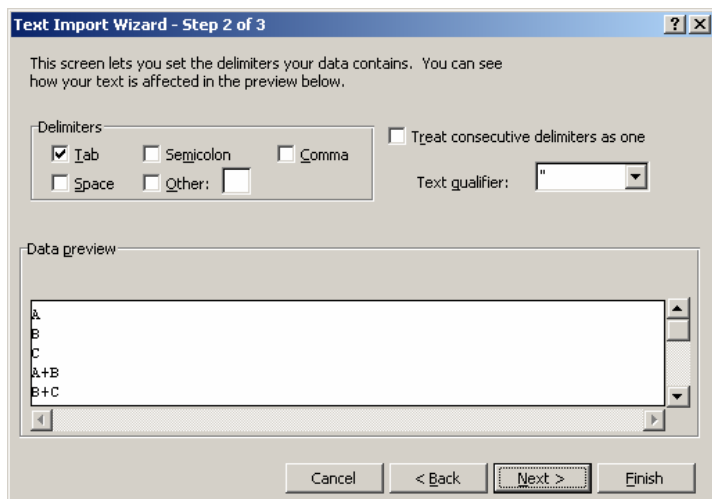 Text Import Wizard - Step 2 of 3
This screen lets you set the delimiters your data contains. You can see
how your text is affected in the preview below.
Delimiters
Tab Semicolon Comma
Space Other:
Treat consecutive delimiters as one
Text qualifier: "
Data preview
A
B
C
A+B
B+C
Cancel < Back Next > Finish